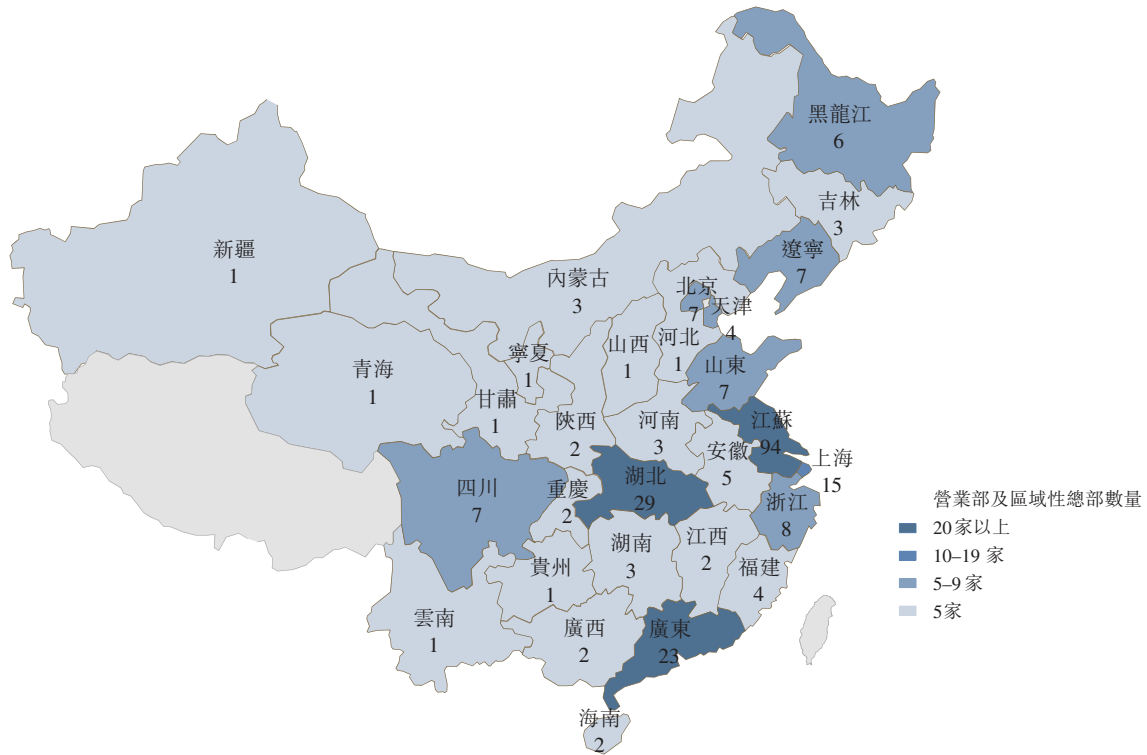 黑龍江
6
吉林
3
遼寧
7
新疆
1
內蒙古
3
北京
7
天津
4
河北
1
山西
1
寧夏
1
山東
7
青海
1
甘肅
1
陝西
2
河南
3
江蘇
94
安徽
5
上海
15
四川
7
重慶
2
湖北
29
浙江
8
湖南
3
江西
2
貴州
1
福建
4
雲南
1
廣西
2
廣東
23
海南
2
營業部及區域性總部數量
20家以上
10–19 家
5–9 家
5家